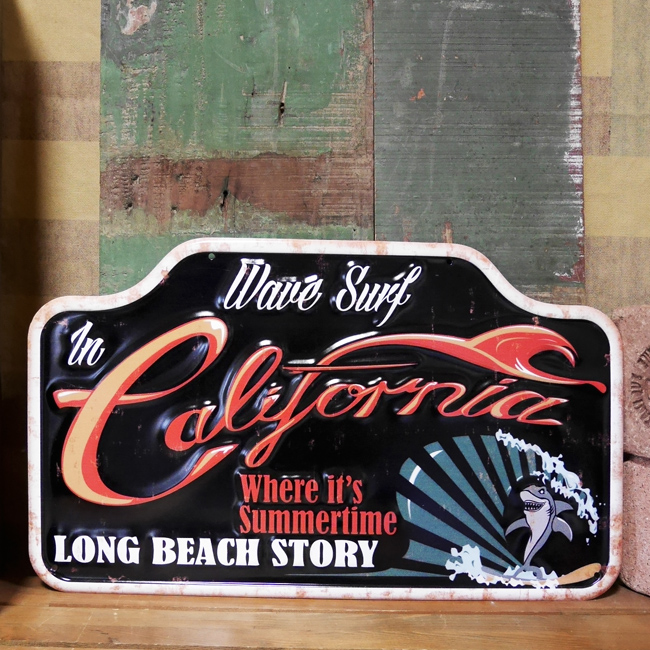 Wave Surf
In
California
Where it's
Summertime
LONG BEACH STORY